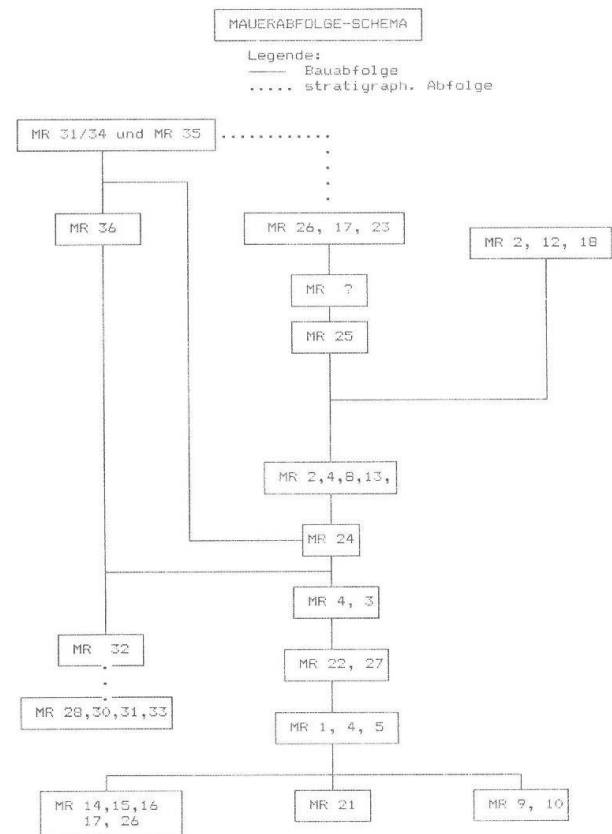 MAUERABFOLGE-SCHEMA
Legende:
Bauabfolge
..... stratigraph. Abfolge
MR 31/34 und MR 35
MR 36
MR 26, 17, 23
MR 2, 12, 18
MR ?
MR 25
MR 2,4,8,13,
MR 24
MR 4, 3
MR 32
MR 22, 27
MR 28,30,31,33
MR 1, 4, 5
MR 14,15,16
17, 26
MR 21
MR 9, 10